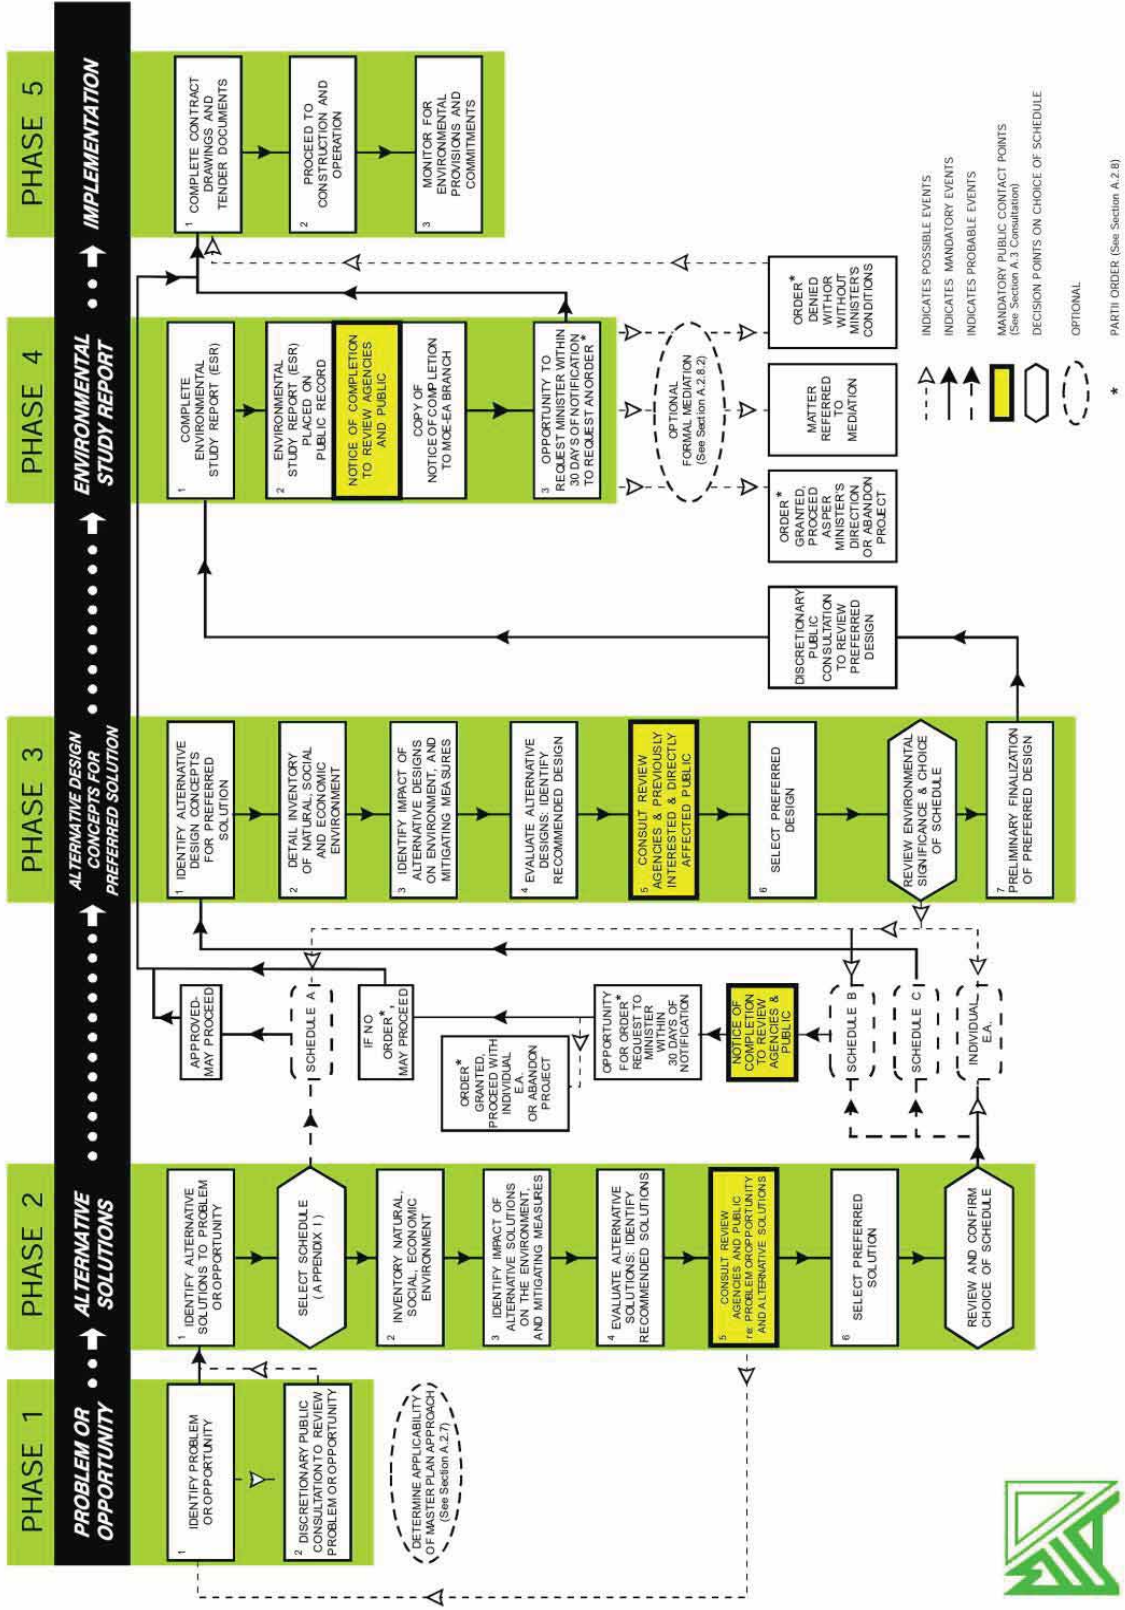 PHASE 1
PROBLEM OR
OPPORTUNITY
1 IDENTIFY PROBLEM
OR OPPORTUNITY
2 DISCRETIONARY PUBLIC
CONSULTATION TO REVIEW
PROBLEM OR OPPORTUNITY
DETERMINE APPLICABILITY
OF MASTER PLAN APPROACH
(See Section A.2.7)
PHASE 2
ALTERNATIVE
SOLUTIONS
1 IDENTIFY ALTERNATIVE
SOLUTIONS TO PROBLEM
OR OPPORTUNITY
SELECT SCHEDULE
(APPENDIX I)
2 INVENTORY NATURAL,
SOCIAL, ECONOMIC
ENVIRONMENT
3 IDENTIFY IMPACT OF
ALTERNATIVE SOLUTIONS
ON THE ENVIRONMENT,
AND MITIGATING MEASURES
4 EVALUATE ALTERNATIVE
SOLUTIONS: IDENTIFY
RECOMMENDED SOLUTIONS
5 CONSULT REVIEW
AGENCIES AND PUBLIC
re: PROBLEM OR OPPORTUNITY
AND ALTERNATIVE SOLUTIONS
6 SELECT PREFERRED
SOLUTION
REVIEW AND CONFIRM
CHOICE OF SCHEDULE
APPROVED-
MAY PROCEED
SCHEDULE A
IF NO
ORDER*,
MAY PROCEED
ORDER*
GRANTED,
PROCEED WITH
INDIVIDUAL
E.A.
OR ABANDON
PROJECT
OPPORTUNITY
FOR ORDER*
REQUEST TO
MINISTER
WITHIN
30 DAYS OF
NOTIFICATION
NOTICE OF
COMPLETION
TO REVIEW
AGENCIES &
PUBLIC
SCHEDULE B
SCHEDULE C
INDIVIDUAL
E.A.
PHASE 3
ALTERNATIVE DESIGN
CONCEPTS FOR
PREFERRED SOLUTION
1 IDENTIFY ALTERNATIVE
DESIGN CONCEPTS
FOR PREFERRED
SOLUTION
2 DETAIL INVENTORY
OF NATURAL, SOCIAL
AND ECONOMIC
ENVIRONMENT
3 IDENTIFY IMPACT OF
ALTERNATIVE DESIGNS
ON ENVIRONMENT, AND
MITIGATING MEASURES
4 EVALUATE ALTERNATIVE
DESIGNS: IDENTIFY
RECOMMENDED DESIGN
5 CONSULT REVIEW
AGENCIES & PREVIOUSLY
INTERESTED & DIRECTLY
AFFECTED PUBLIC
6 SELECT PREFERRED
DESIGN
REVIEW ENVIRONMENTAL
SIGNIFICANCE & CHOICE
OF SCHEDULE
7 PRELIMINARY FINALIZATION
OF PREFERRED DESIGN
DISCRETIONARY
PUBLIC
CONSULTATION
TO REVIEW
PREFERRED
DESIGN
PHASE 4
ENVIRONMENTAL
STUDY REPORT
1 COMPLETE
ENVIRONMENTAL
STUDY REPORT (ESR)
2 ENVIRONMENTAL
STUDY REPORT (ESR)
PLACED ON
PUBLIC RECORD
NOTICE OF COMPLETION
TO REVIEW AGENCIES
AND PUBLIC
COPY OF
NOTICE OF COMPLETION
TO MOE-EA BRANCH
3 OPPORTUNITY TO
REQUEST MINISTER WITHIN
30 DAYS OF NOTIFICATION
TO REQUEST AN ORDER*
OPTIONAL
FORMAL MEDIATION
(See Section A.2.8.2)
ORDER*
GRANTED,
PROCEED
AS PER
MINISTER'S
DIRECTION
OR ABANDON
PROJECT
MATTER
REFERRED
TO
MEDIATION
ORDER*
DENIED
WITH OR
WITHOUT
MINISTER'S
CONDITIONS
PHASE 5
IMPLEMENTATION
1 COMPLETE CONTRACT
DRAWINGS AND
TENDER DOCUMENTS
2 PROCEED TO
CONSTRUCTION AND
OPERATION
3 MONITOR FOR
ENVIRONMENTAL
PROVISIONS AND
COMMITMENTS
INDICATES POSSIBLE EVENTS
INDICATES MANDATORY EVENTS
INDICATES PROBABLE EVENTS
MANDATORY PUBLIC CONTACT POINTS
(See Section A.3 Consultation)
DECISION POINTS ON CHOICE OF SCHEDULE
OPTIONAL
* PART II ORDER (See Section A.2.8)